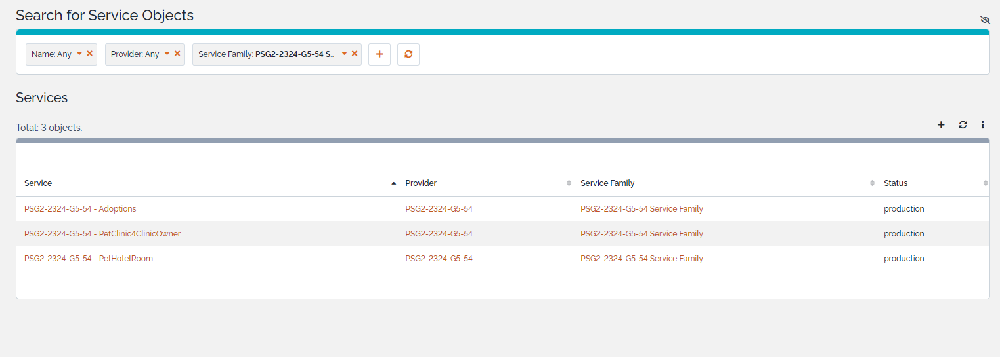 Search for Service Objects
Name: Any Provider: Any Service Family: PSG2-2324-G5-54 S...
Services
Total: 3 objects.
Service Provider Service Family Status
PSG2-2324-G5-54 - Adoptions PSG2-2324-G5-54 PSG2-2324-G5-54 Service Family production
PSG2-2324-G5-54 - PetClinic4ClinicOwner PSG2-2324-G5-54 PSG2-2324-G5-54 Service Family production
PSG2-2324-G5-54 - PetHotelRoom PSG2-2324-G5-54 PSG2-2324-G5-54 Service Family production